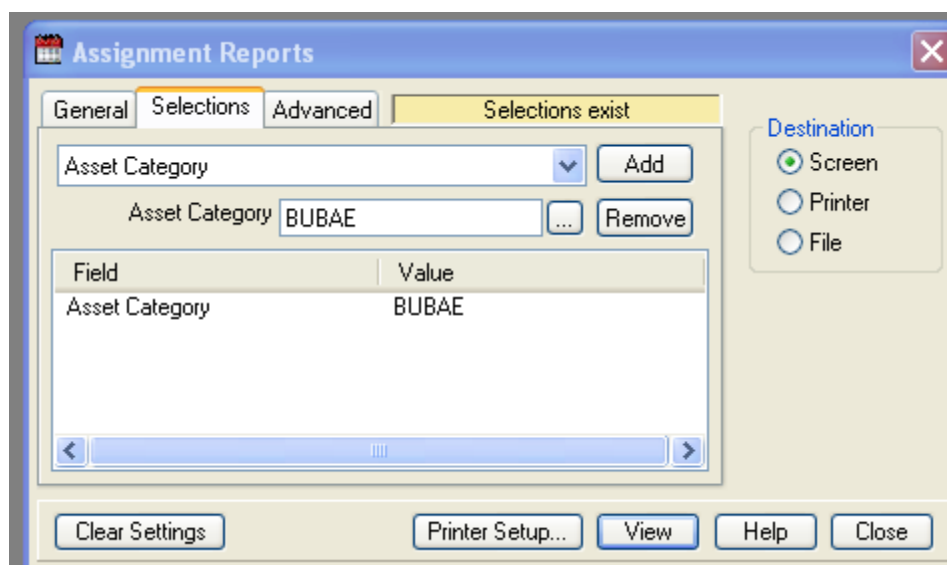 Assignment Reports
General Selections Advanced Selections exist
Asset Category Add
Asset Category BUBAE ... Remove
Field Value
Asset Category BUBAE
Destination
Screen
Printer
File
Clear Settings Printer Setup... View Help Close